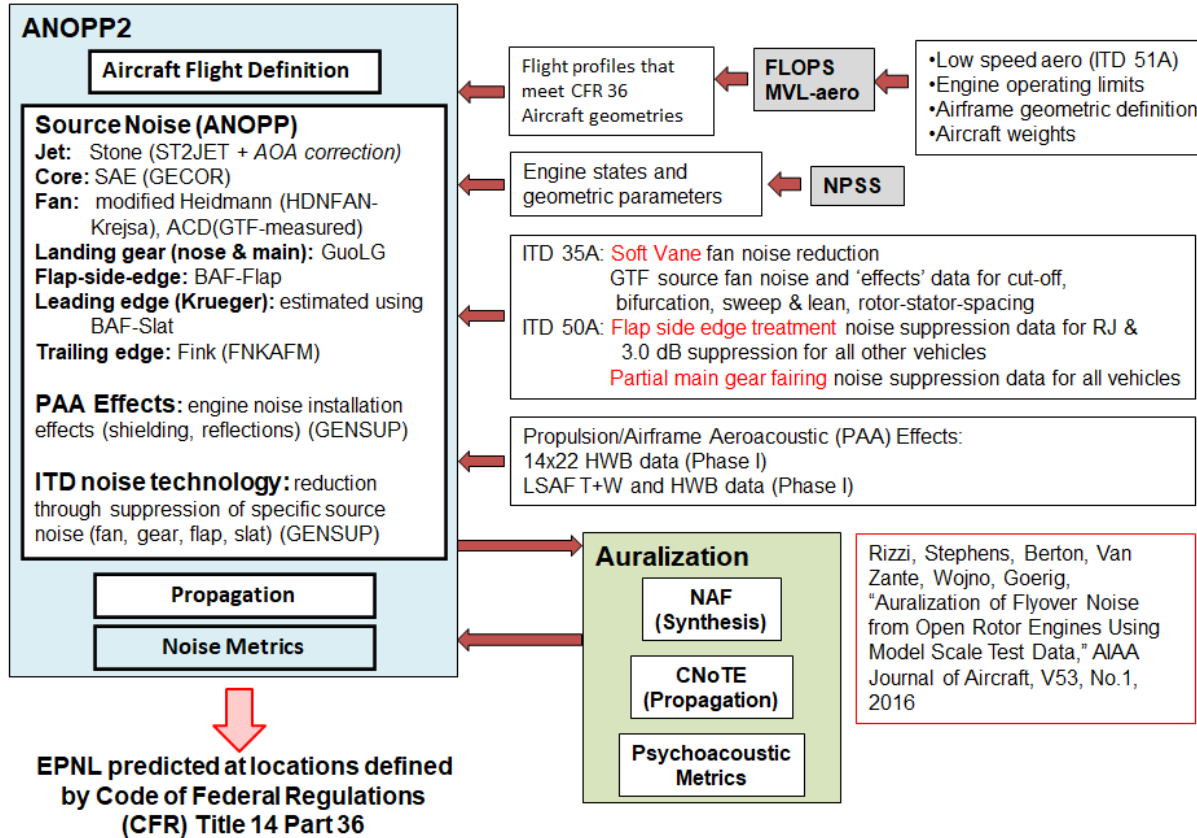 ANOPP2
Aircraft Flight Definition
Source Noise (ANOPP)
Jet: Stone (ST2JET + AOA correction)
Core: SAE (GECOR)
Fan: modified Heidmann (HDNFAN-
Krejsa), ACD(GTF-measured)
Landing gear (nose & main): GuoLG
Flap-side-edge: BAF-Flap
Leading edge (Krueger): estimated using
BAF-Slat
Trailing edge: Fink (FNKAFM)
PAA Effects: engine noise installation
effects (shielding, reflections) (GENSUP)
ITD noise technology: reduction
through suppression of specific source
noise (fan, gear, flap, slat) (GENSUP)
Propagation
Noise Metrics
EPNL predicted at locations defined
by Code of Federal Regulations
(CFR) Title 14 Part 36
Flight profiles that
meet CFR 36
Aircraft geometries
FLOPS
MVL-aero
•Low speed aero (ITD 51A)
•Engine operating limits
•Airframe geometric definition
•Aircraft weights
Engine states and
geometric parameters
NPSS
ITD 35A: Soft Vane fan noise reduction
GTF source fan noise and ‘effects’ data for cut-off,
bifurcation, sweep & lean, rotor-stator-spacing
ITD 50A: Flap side edge treatment noise suppression data for RJ &
3.0 dB suppression for all other vehicles
Partial main gear fairing noise suppression data for all vehicles
Propulsion/Airframe Aeroacoustic (PAA) Effects:
14x22 HWB data (Phase I)
LSAF T+W and HWB data (Phase I)
Auralization
NAF
(Synthesis)
CNoTE
(Propagation)
Psychoacoustic
Metrics
Rizzi, Stephens, Berton, Van
Zante, Wojno, Goerig,
“Auralization of Flyover Noise
from Open Rotor Engines Using
Model Scale Test Data,” AIAA
Journal of Aircraft, V53, No.1,
2016